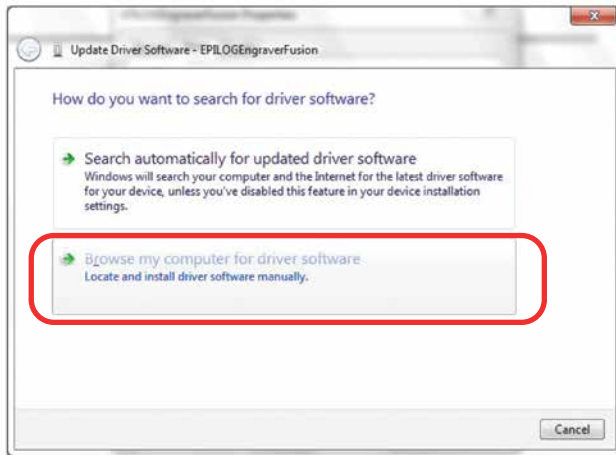 Update Driver Software - EPILOGEngraverFusion
How do you want to search for driver software?
Search automatically for updated driver software
Windows will search your computer and the Internet for the latest driver software
for your device, unless you've disabled this feature in your device installation
settings.
Browse my computer for driver software
Locate and install driver software manually.
Cancel